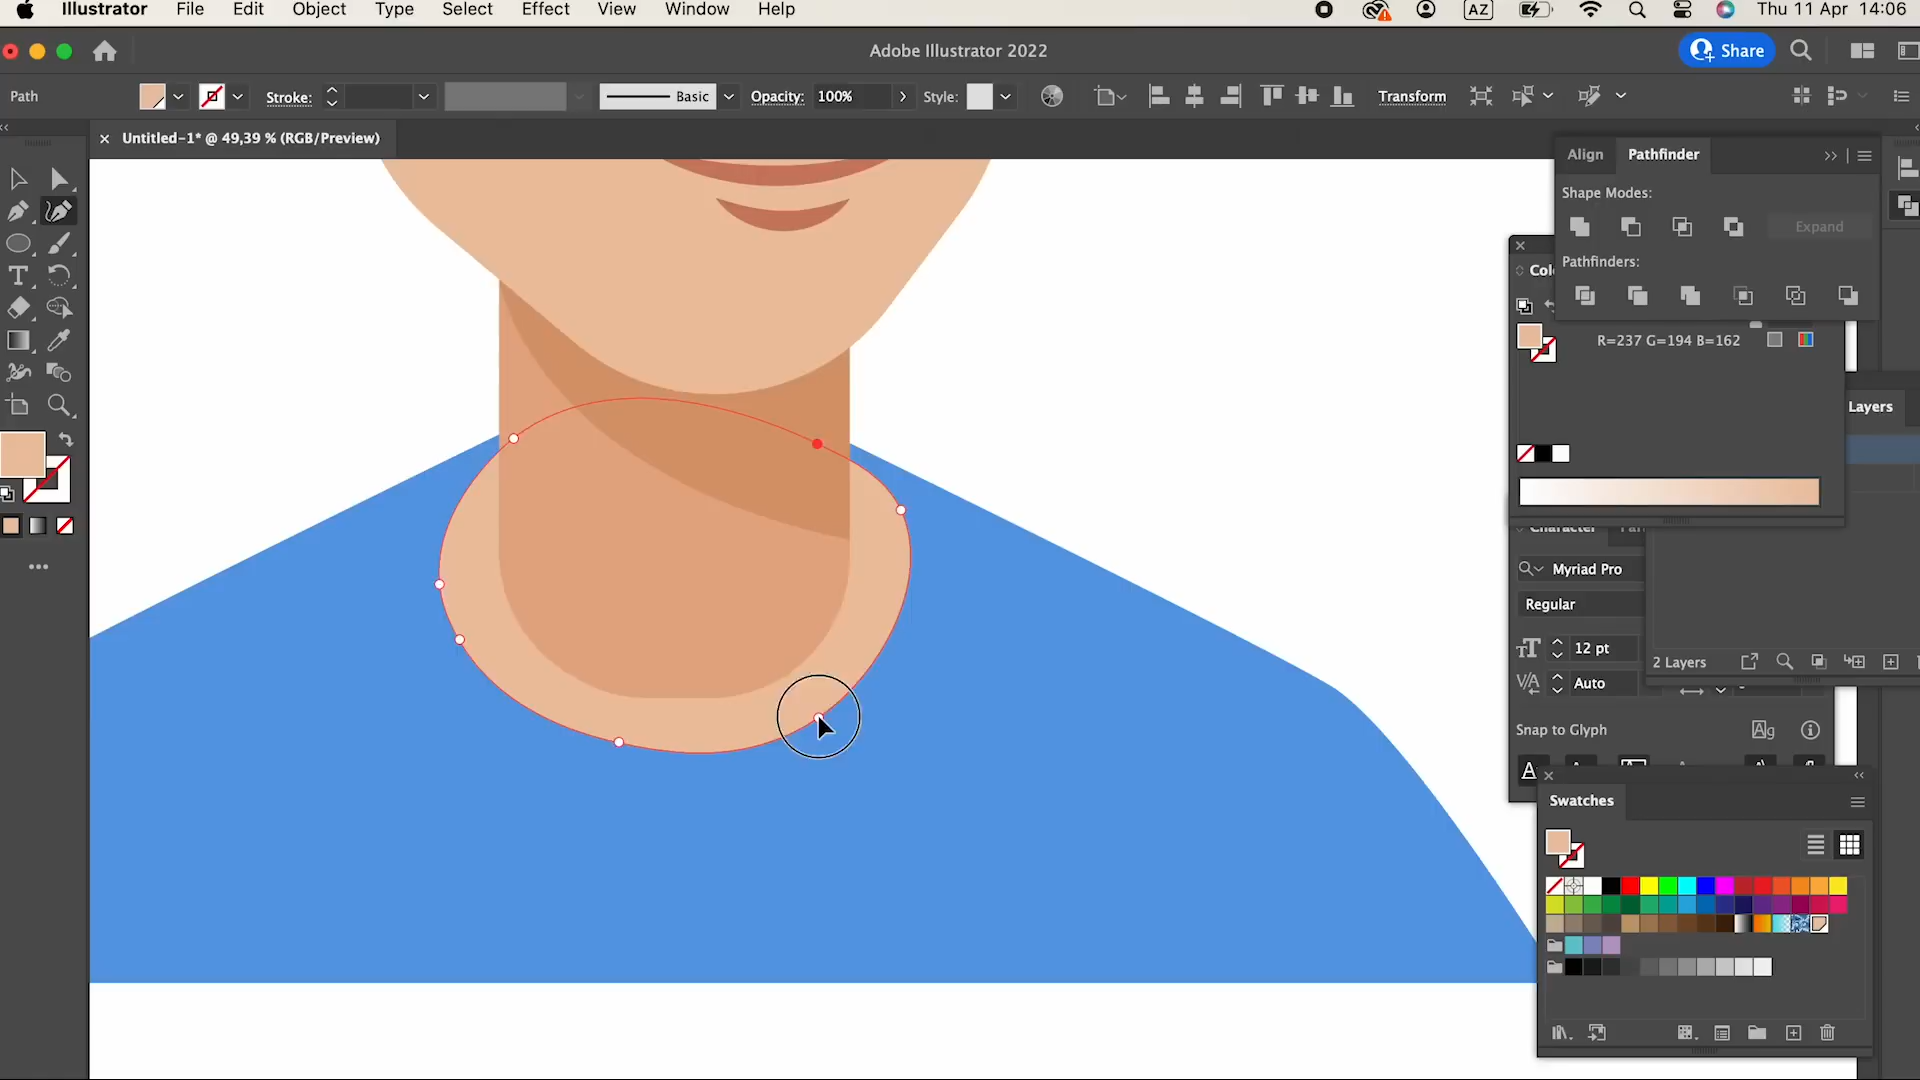 Illustrator File Edit Object Type Select Effect View Window Help AZ Thu 11 Apr 14:06
Adobe Illustrator 2022 Share
Path Stroke: Basic Opacity: 100% Style: Transform
× Untitled-1* @ 49,39 % (RGB/Preview)
Align Pathfinder
Shape Modes:
Expand
Pathfinders:
Col
R=237 G=194 B=162
Layers
Character Par
Myriad Pro
Regular
12 pt
2 Layers
Auto
Snap to Glyph
Swatches